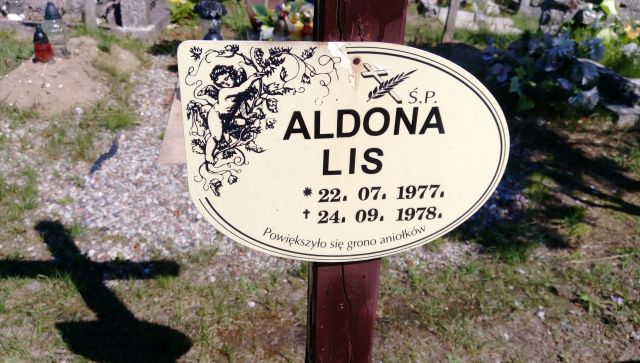 Ś.P.
ALDONA
LIS
* 22. 07. 1977.
† 24. 09. 1978.
Powiększyło się grono aniołków